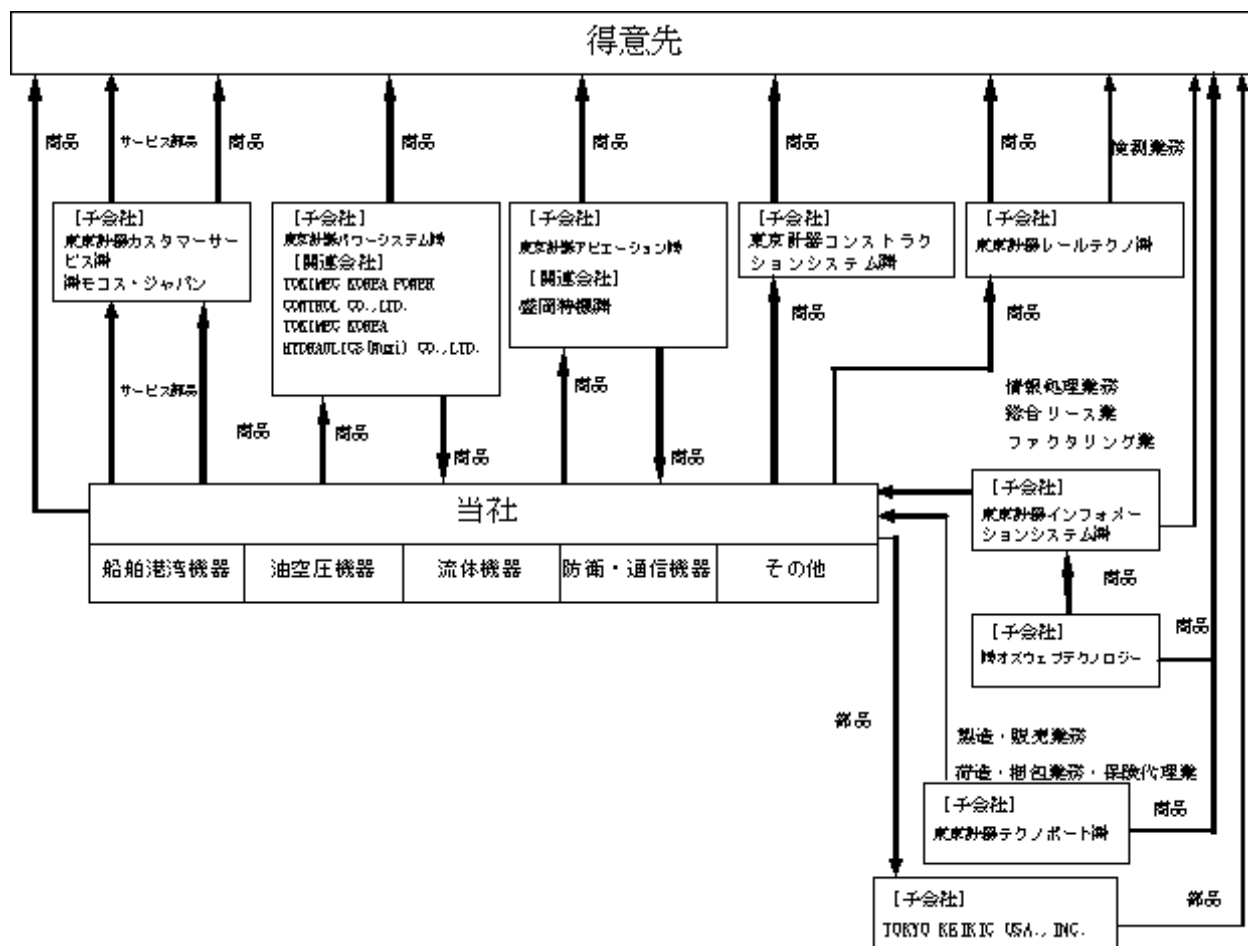 得意先
商品
サービス部品
商品
商品
商品
商品
商品
検測業務
[子会社]
東京計器カスタマーサー
ビス㈱
㈱モコス・ジャパン
[子会社]
東京計器パワーシステム㈱
[関連会社]
TOKIMEC KOREA POWER
CONTROL CO.,LTD.
TOKIMEC KOREA
HYDRAULICS(Wuxi) CO.,LTD.
[子会社]
東京計器アビエーション㈱
[関連会社]
盛岡特機㈱
[子会社]
東京計器コンストラク
ションシステム㈱
[子会社]
東京計器レールテクノ㈱
サービス部品
商品
商品
商品
商品
商品
商品
商品
情報処理業務
総合リース業
ファクタリング業
当社
船舶港湾機器
油空圧機器
流体機器
防衛・通信機器
その他
[子会社]
東京計器インフォメー
ションシステム㈱
商品
[子会社]
㈱オズウェブテクノロジー
商品
部品
製造・販売業務
荷造・梱包業務・保険代理業
[子会社]
東京計器テクノポート㈱
商品
[子会社]
TOKYO KEIKI USA., INC.
部品